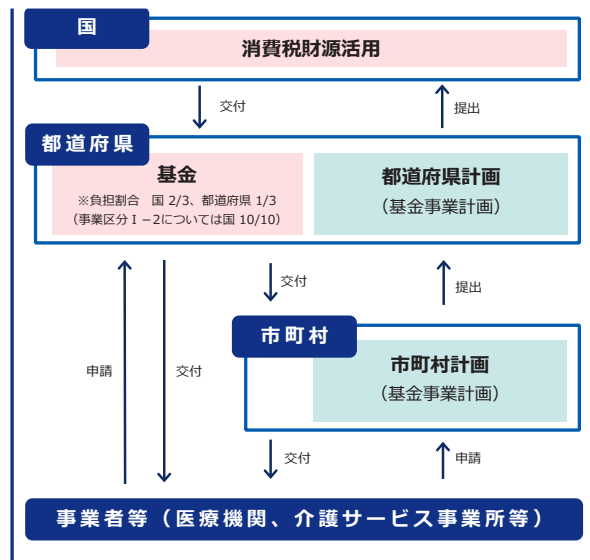 国
消費税財源活用
交付
提出
都道府県
基金
※負担割合　国 2/3、都道府県 1/3
（事業区分Ⅰ－2については国 10/10）
都道府県計画
（基金事業計画）
交付
提出
市町村
市町村計画
（基金事業計画）
申請
交付
交付
申請
事業者等（医療機関、介護サービス事業所等）